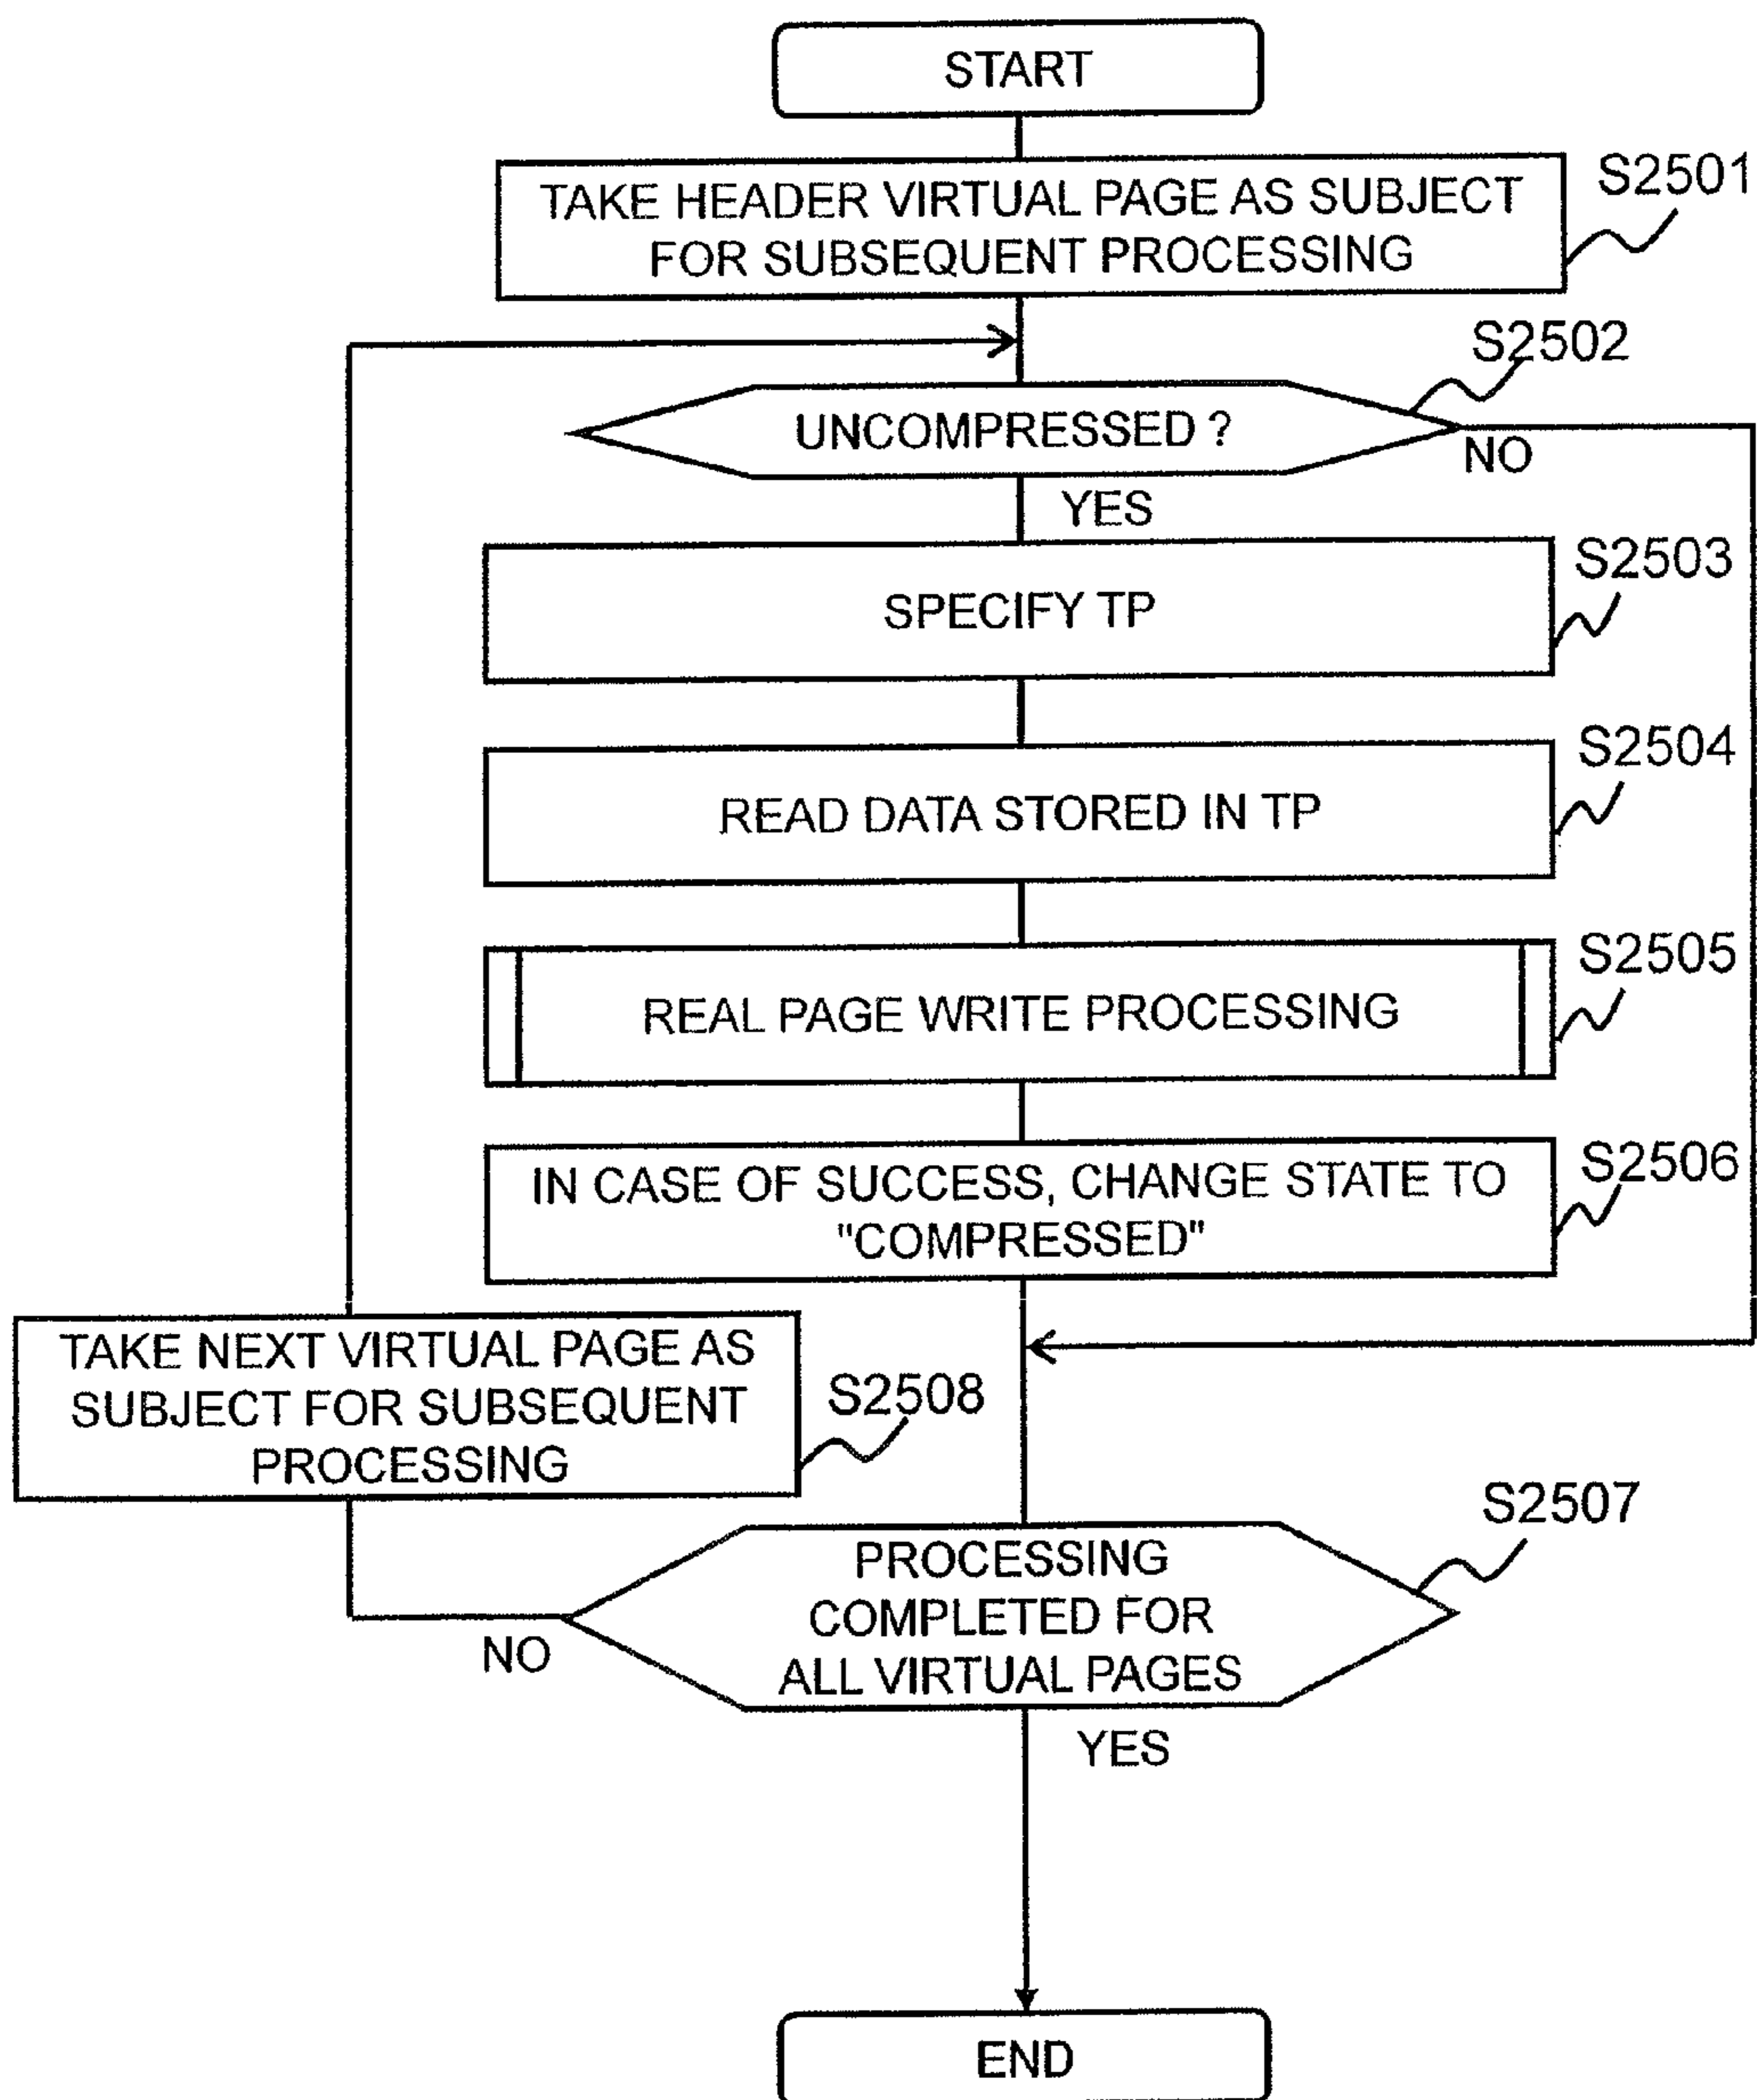 START
TAKE HEADER VIRTUAL PAGE AS SUBJECT
FOR SUBSEQUENT PROCESSING
S2501
S2502
UNCOMPRESSED ?
NO
YES
S2503
SPECIFY TP
S2504
READ DATA STORED IN TP
S2505
REAL PAGE WRITE PROCESSING
S2506
IN CASE OF SUCCESS, CHANGE STATE TO
"COMPRESSED"
TAKE NEXT VIRTUAL PAGE AS
SUBJECT FOR SUBSEQUENT
PROCESSING
S2508
S2507
PROCESSING
COMPLETED FOR
ALL VIRTUAL PAGES
NO
YES
END